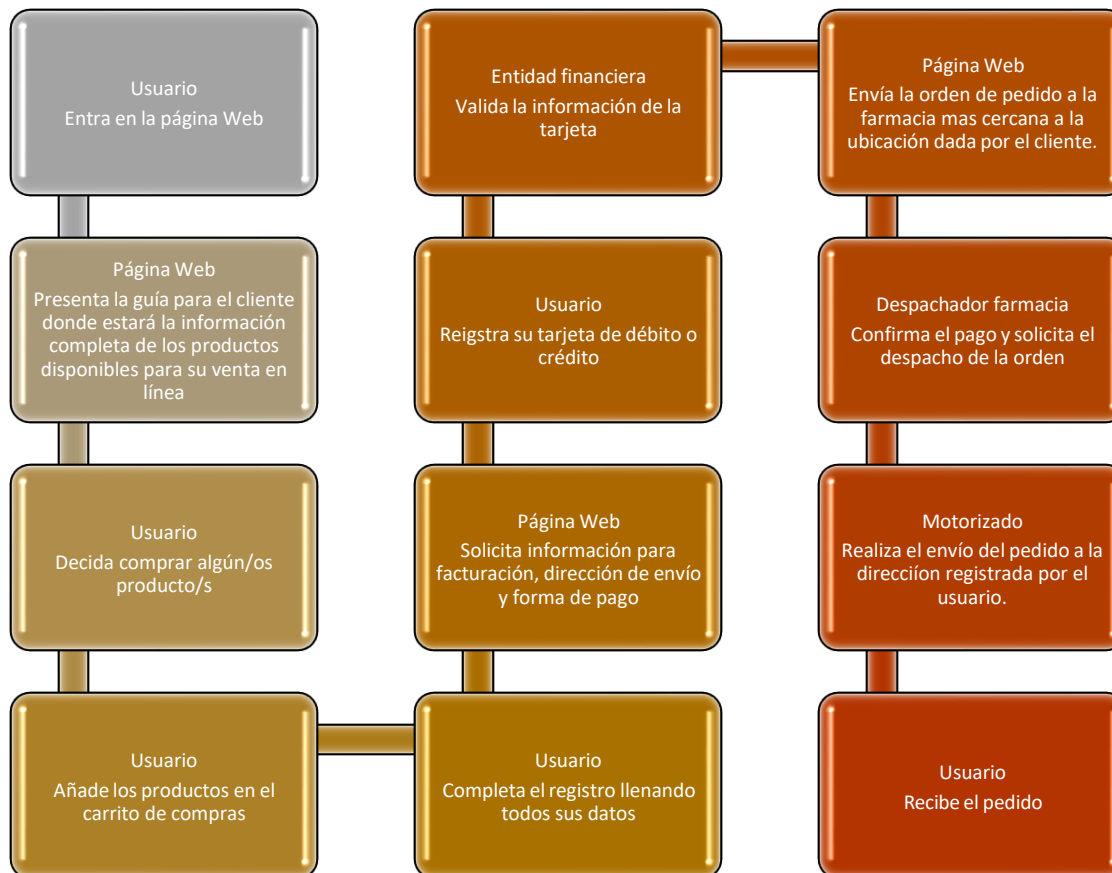 Usuario
Entra en la página Web
Página Web
Presenta la guía para el cliente
donde estará la información
completa de los productos
disponibles para su venta en
línea
Usuario
Decida comprar algún/os
producto/s
Usuario
Añade los productos en el
carrito de compras
Usuario
Completa el registro llenando
todos sus datos
Página Web
Solicita información para
facturación, dirección de envío
y forma de pago
Usuario
Reigstra su tarjeta de débito o
crédito
Entidad financiera
Valida la información de la
tarjeta
Página Web
Envía la orden de pedido a la
farmacia mas cercana a la
ubicación dada por el cliente.
Despachador farmacia
Confirma el pago y solicita el
despacho de la orden
Motorizado
Realiza el envío del pedido a la
direcciíon registrada por el
usuario.
Usuario
Recibe el pedido